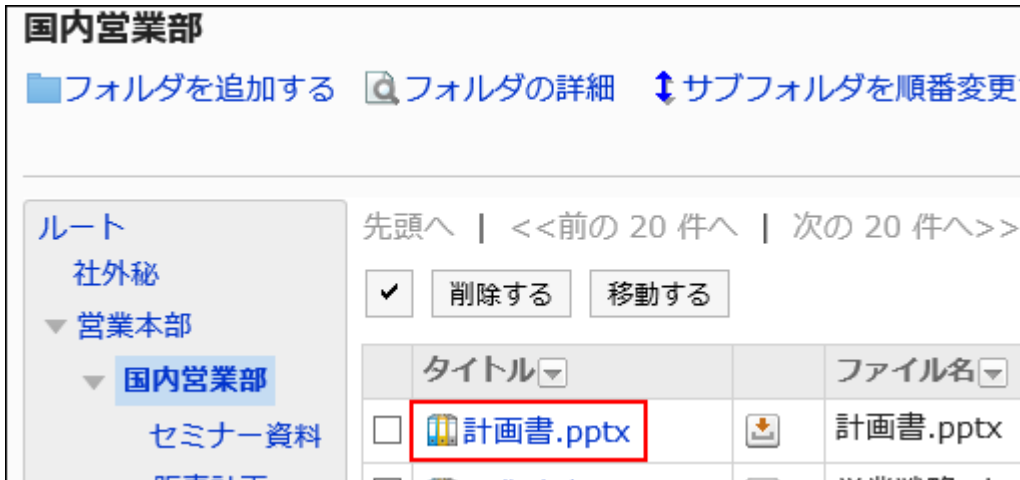 国内営業部
フォルダを追加する フォルダの詳細 サブフォルダを順番変更
ルート
社外秘
営業本部
国内営業部
セミナー資料
先頭へ | <<前の 20 件へ | 次の 20 件へ>>
削除する 移動する
タイトル ファイル名
計画書.pptx 計画書.pptx